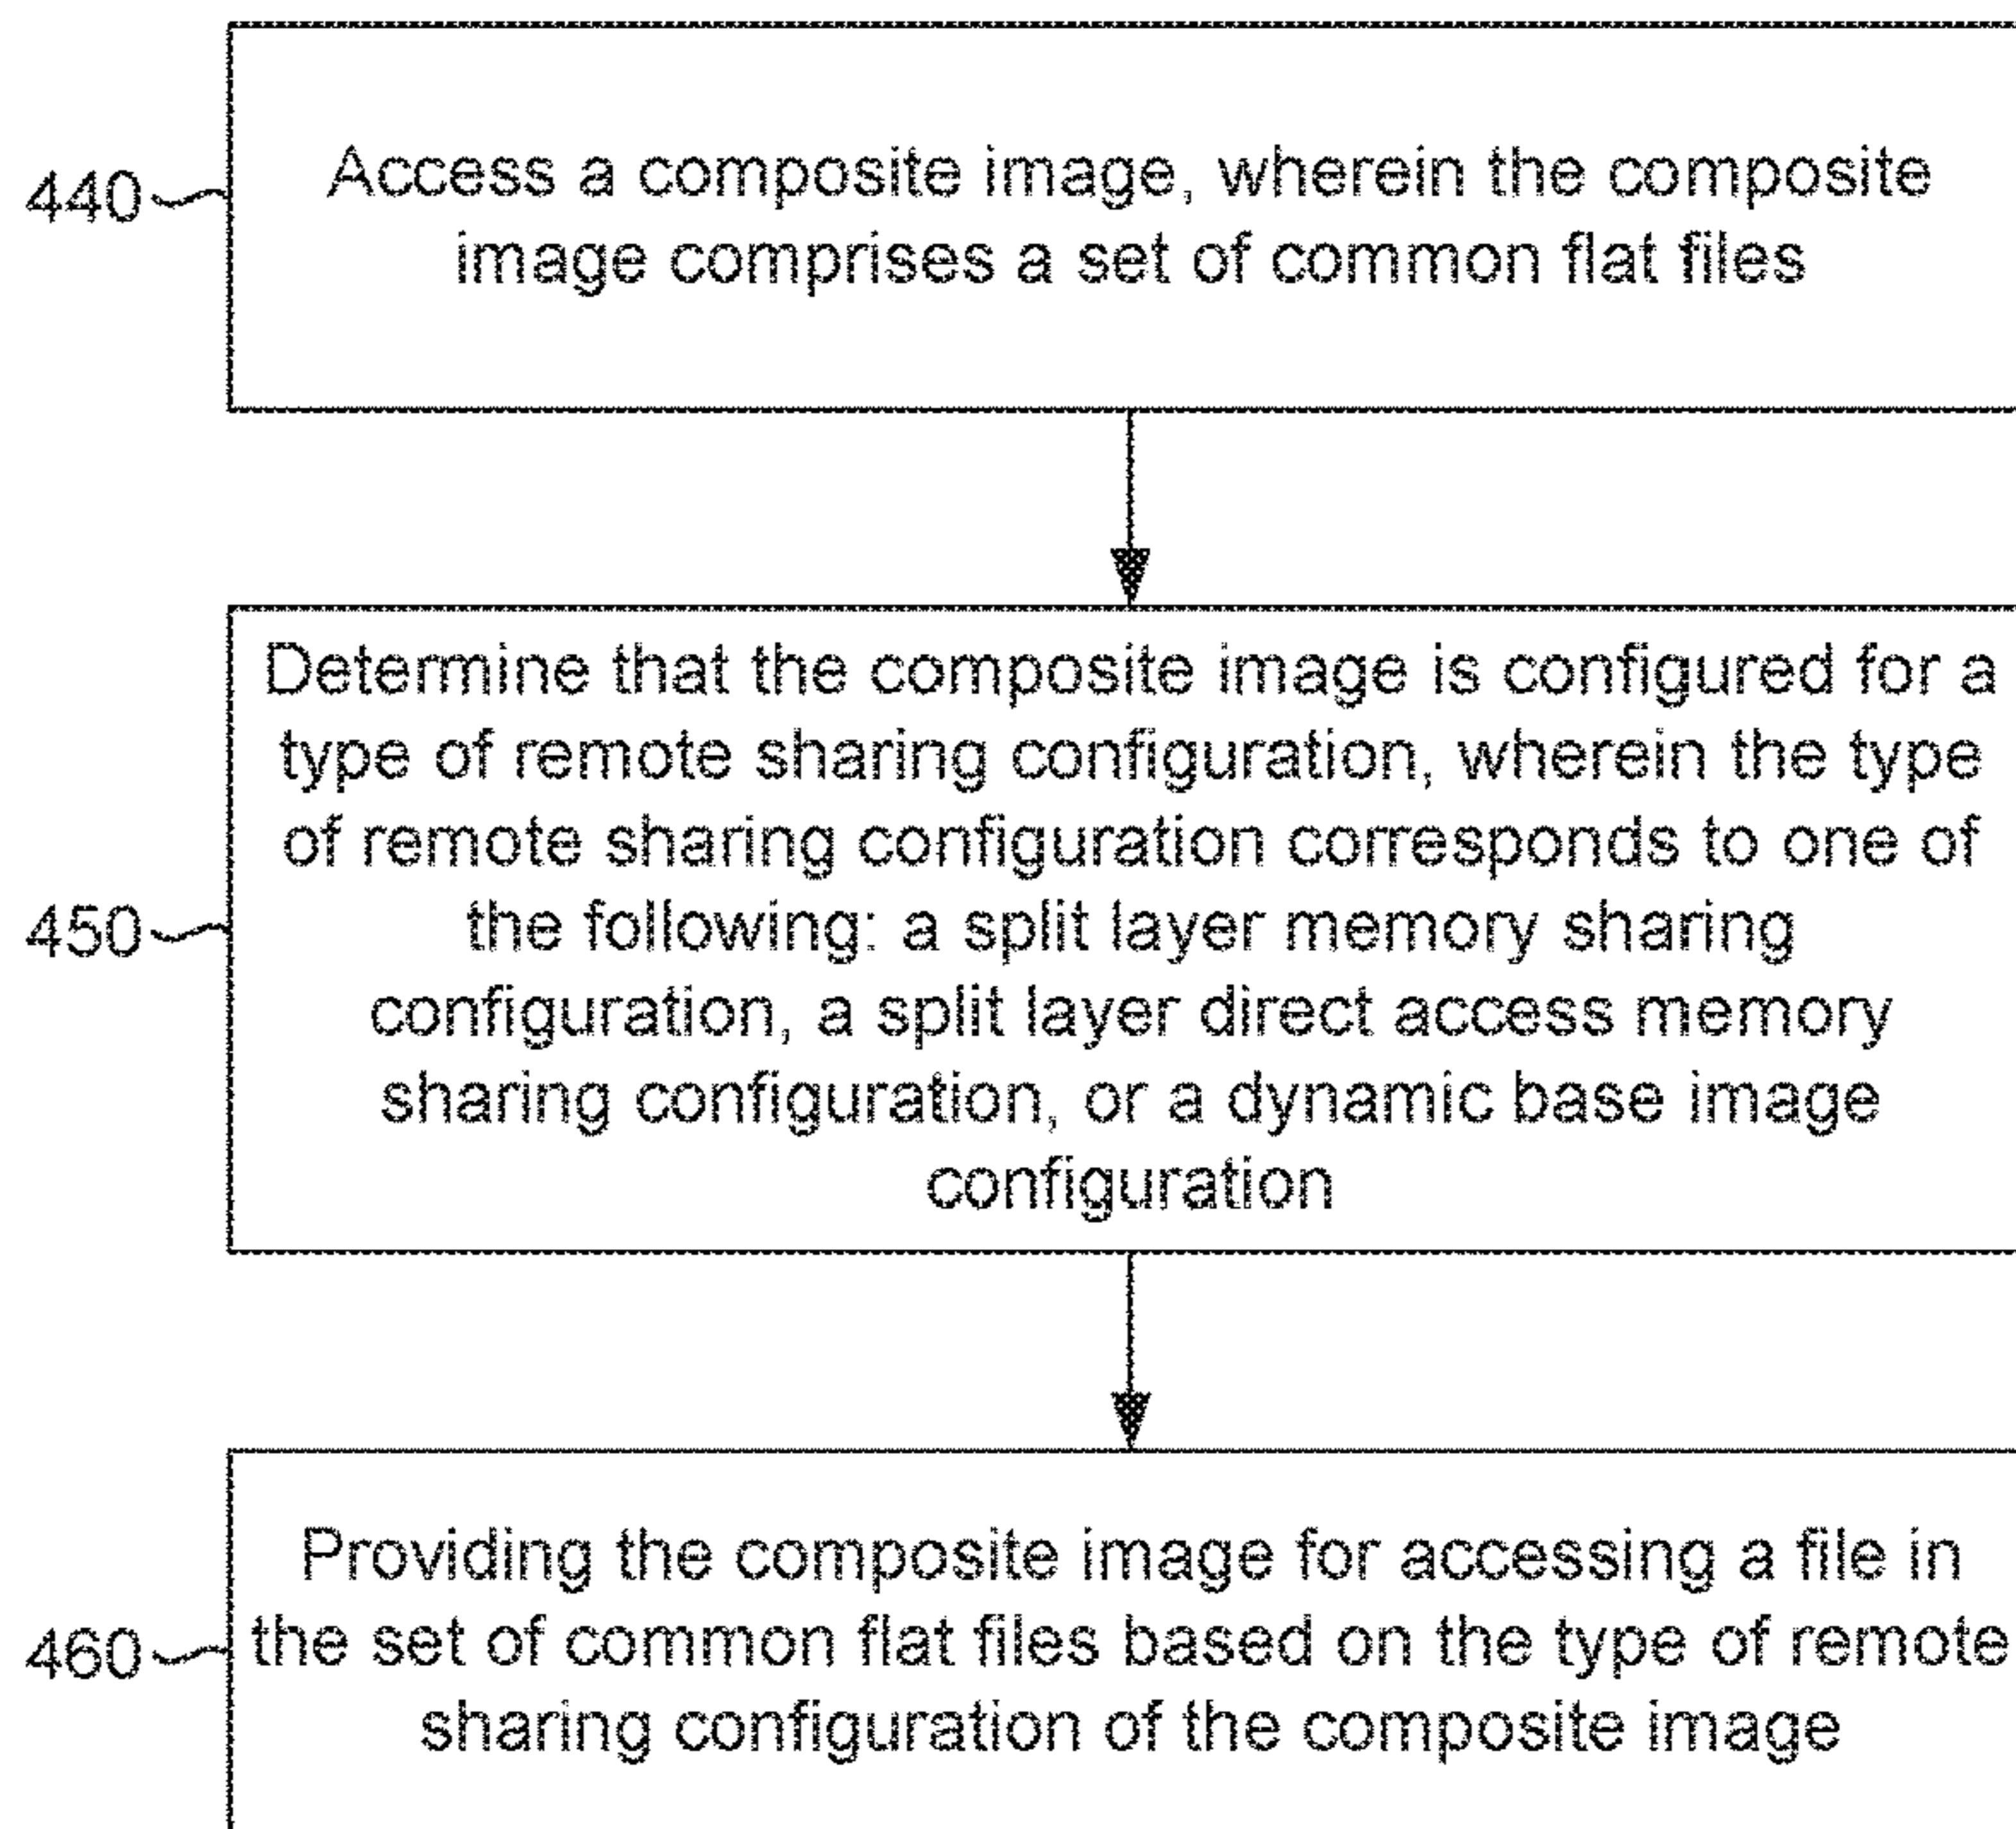 Access a composite image, wherein the composite
440
image comprises a set of common flat files
Determine that the composite image is configured for a
type of remote sharing configuration, wherein the type
of remote sharing configuration corresponds to one of
450
the following: a split layer memory sharing
configuration, a split layer direct access memory
sharing configuration, or a dynamic base image
configuration
Providing the composite image for accessing a file in
460
the set of common flat files based on the type of remote
sharing configuration of the composite image